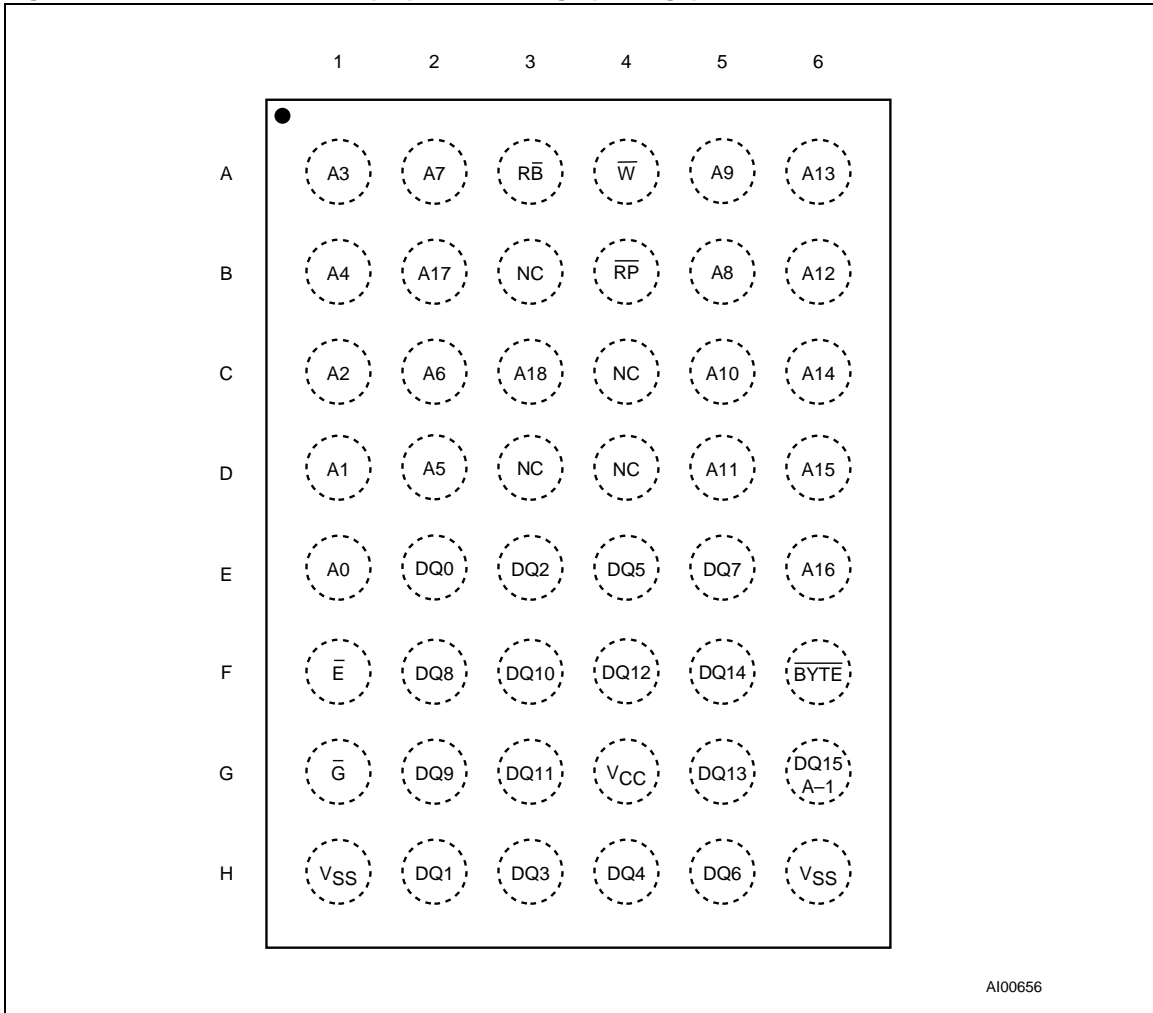 1 2 3 4 5 6
A A3 A7 RB̅ W̅ A9 A13
B A4 A17 NC R̅P̅ A8 A12
C A2 A6 A18 NC A10 A14
D A1 A5 NC NC A11 A15
E A0 DQ0 DQ2 DQ5 DQ7 A16
F E̅ DQ8 DQ10 DQ12 DQ14 B̅Y̅T̅E̅
G G̅ DQ9 DQ11 VCC DQ13 DQ15
A–1
H VSS DQ1 DQ3 DQ4 DQ6 VSS
AI00656